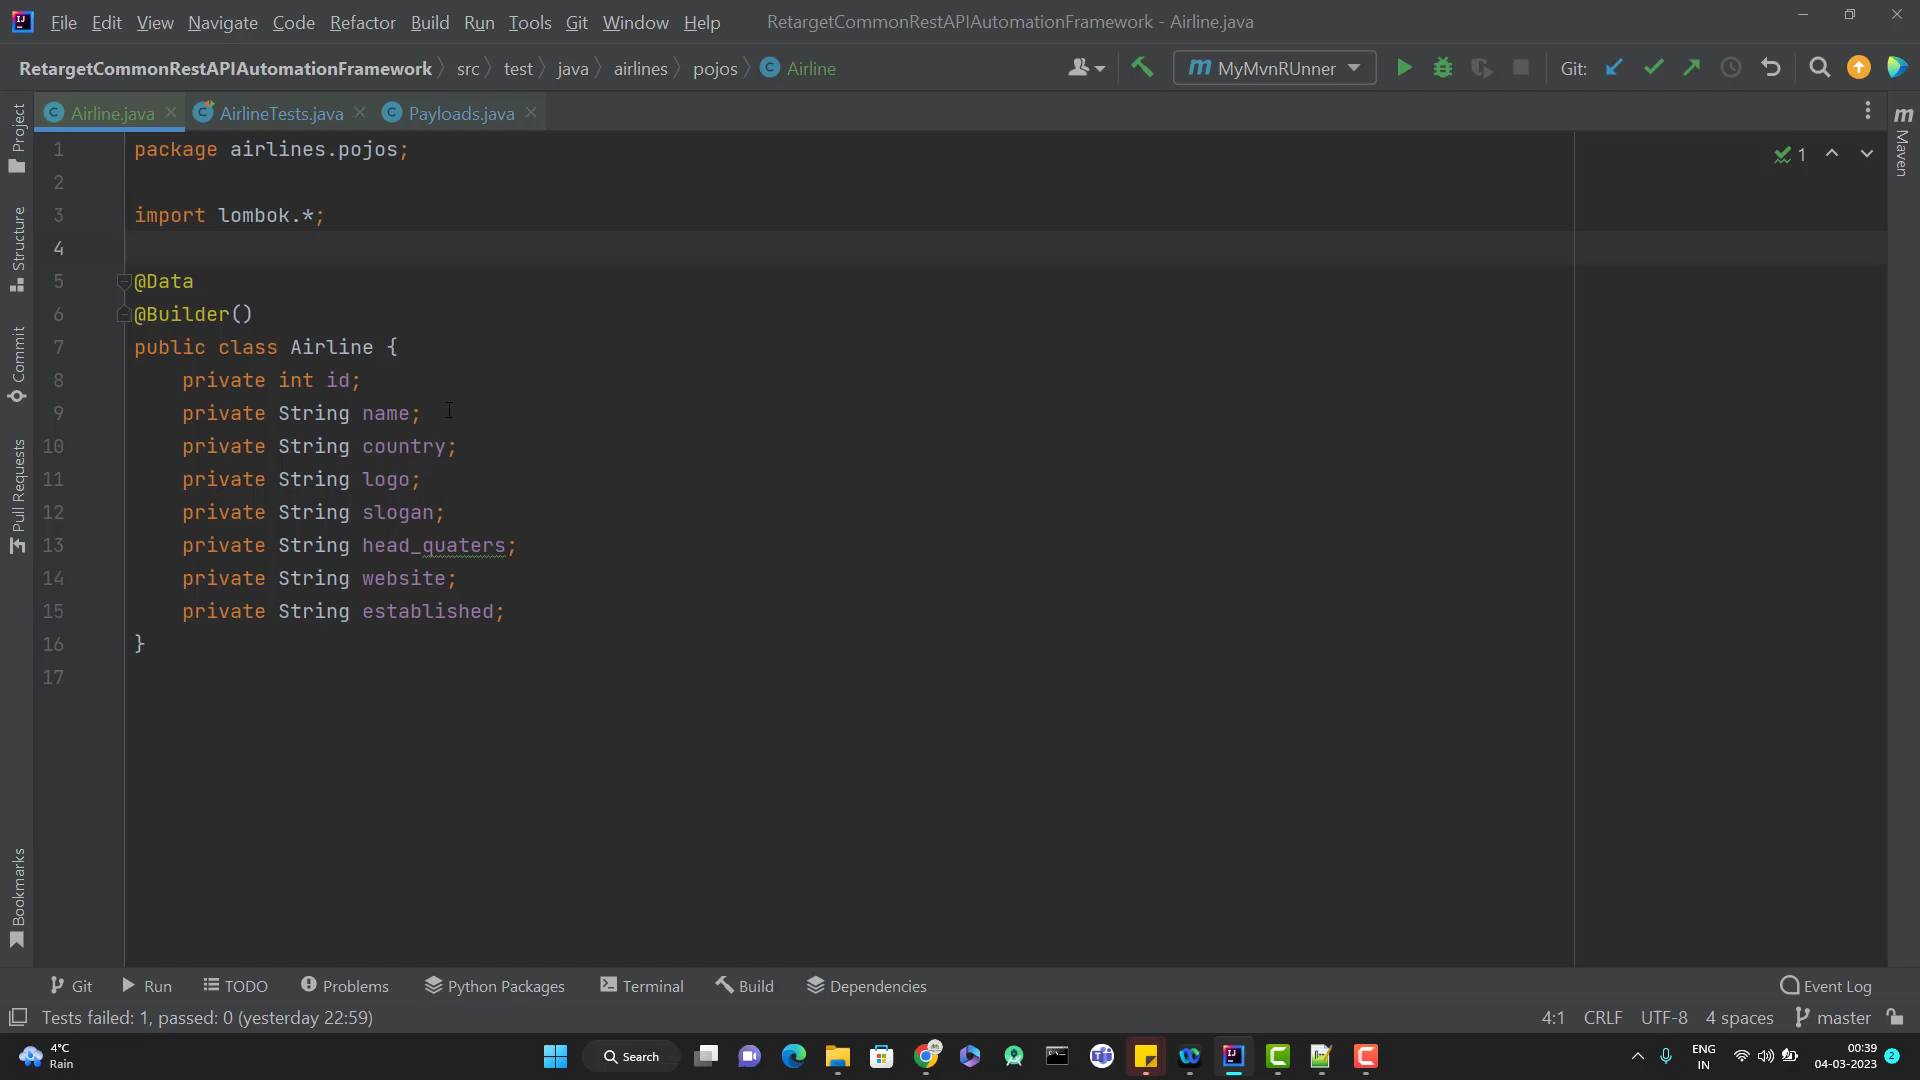 File Edit View Navigate Code Refactor Build Run Tools Git Window Help RetargetCommonRestAPIAutomationFramework - Airline.java
RetargetCommonRestAPIAutomationFramework src test java airlines pojos Airline MyMvnRUnner Git:
Airline.java AirlineTests.java Payloads.java
1 package airlines.pojos;
2
3 import lombok.*;
4
5 @Data
6 @Builder()
7 public class Airline {
8 private int id;
9 private String name;
10 private String country;
11 private String logo;
12 private String slogan;
13 private String head_quaters;
14 private String website;
15 private String established;
16 }
17
1
Project
Structure
Commit
Pull Requests
Bookmarks
m
Maven
Git Run TODO Problems Python Packages Terminal Build Dependencies Event Log
Tests failed: 1, passed: 0 (yesterday 22:59) 4:1 CRLF UTF-8 4 spaces master
4°C
Rain
Search
ENG
IN
00:39
04-03-2023
2